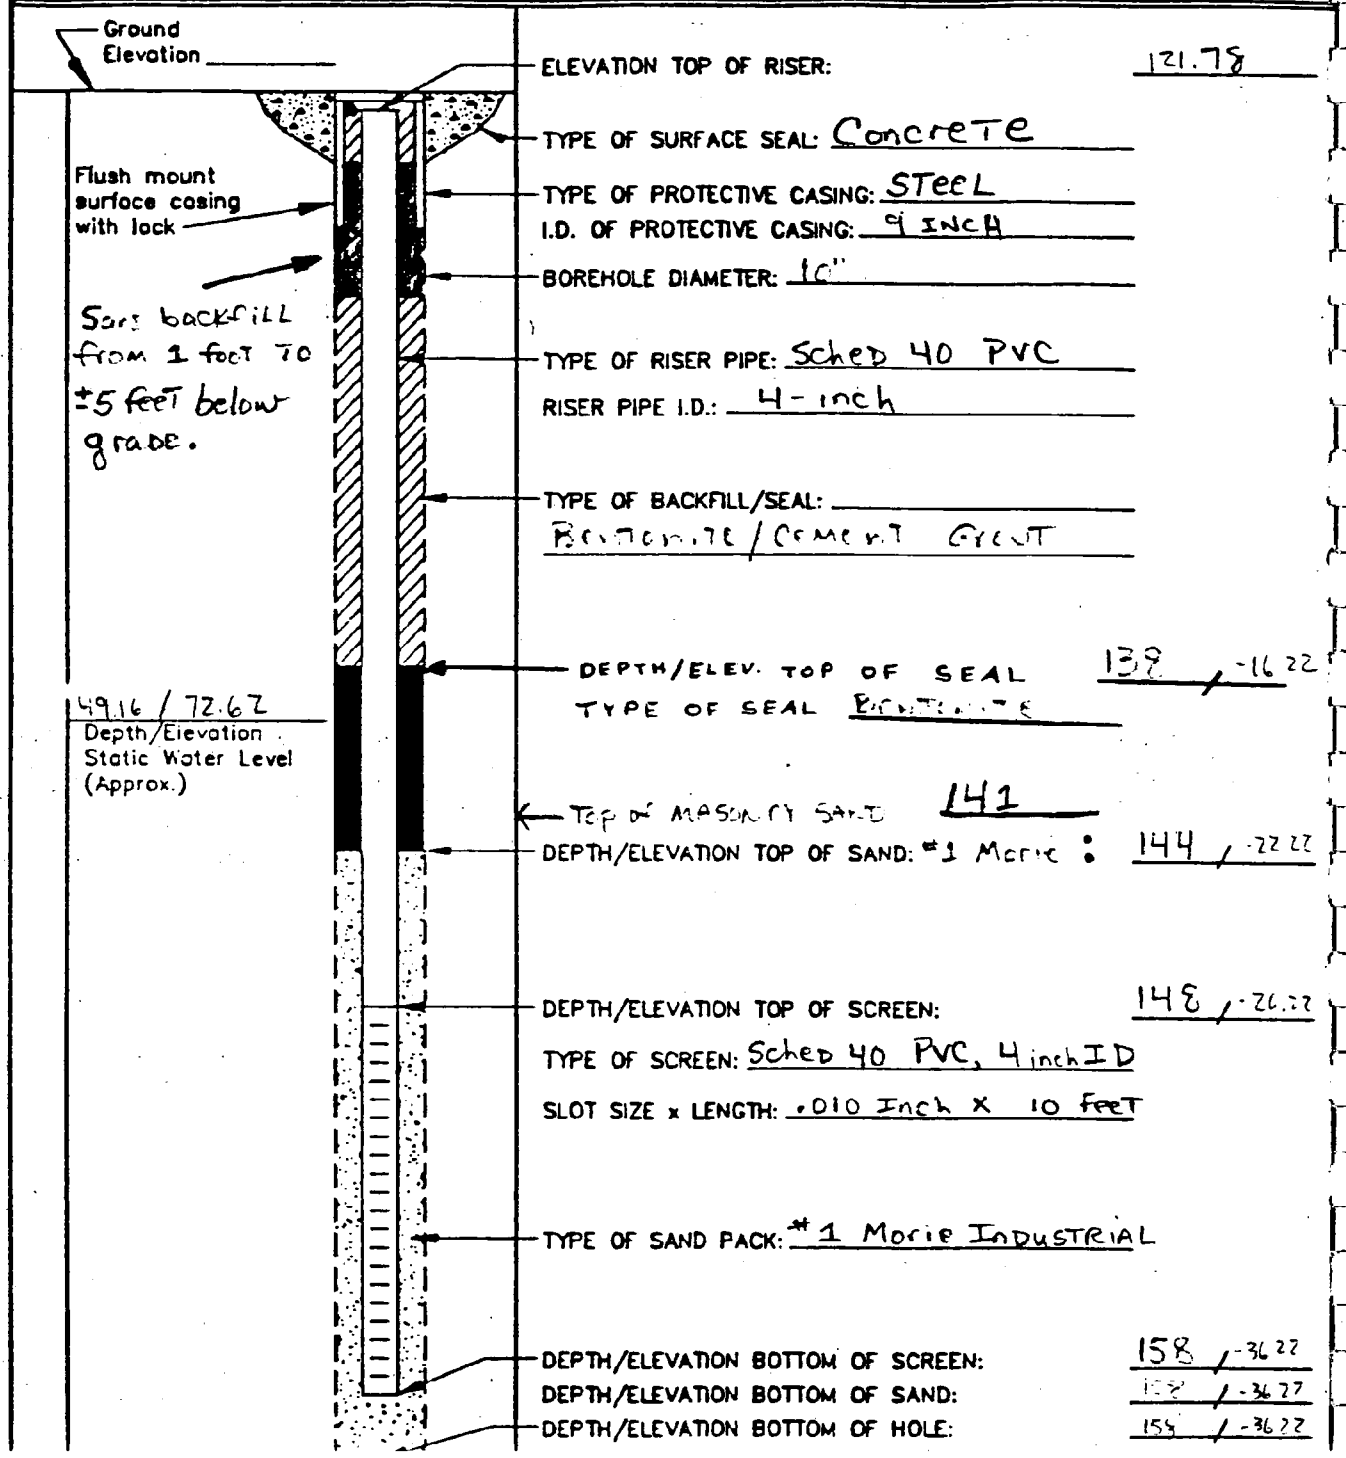 Ground
Elevation
ELEVATION TOP OF RISER: 121.78
TYPE OF SURFACE SEAL: Concrete
Flush mount
surface casing
with lock
TYPE OF PROTECTIVE CASING: STeeL
I.D. OF PROTECTIVE CASING: 9 INCH
BOREHOLE DIAMETER: 10"
backfiLL
from 1 foot TO
±5 feeT below
graDe.
TYPE OF RISER PIPE: ScheD 40 PVC
RISER PIPE I.D.: 4-inch
TYPE OF BACKFILL/SEAL:
Bentonite/Cement Grout
DEPTH/ELEV. TOP OF SEAL 138 / -16.22
TYPE OF SEAL Bentonite
49.16 / 72.62
Depth/Elevation
Static Water Level
(Approx.)
Top of MASONRY SAND 141
DEPTH/ELEVATION TOP OF SAND: #1 Morie : 144 / -22.22
DEPTH/ELEVATION TOP OF SCREEN: 148 / -26.22
TYPE OF SCREEN: ScheD 40 PVC, 4 inch ID
SLOT SIZE x LENGTH: .010 Inch X 10 feeT
TYPE OF SAND PACK: #1 Morie InDUSTRIAL
DEPTH/ELEVATION BOTTOM OF SCREEN: 158 / -36.22
DEPTH/ELEVATION BOTTOM OF SAND: 158 / -36.22
DEPTH/ELEVATION BOTTOM OF HOLE: 158 / -36.22